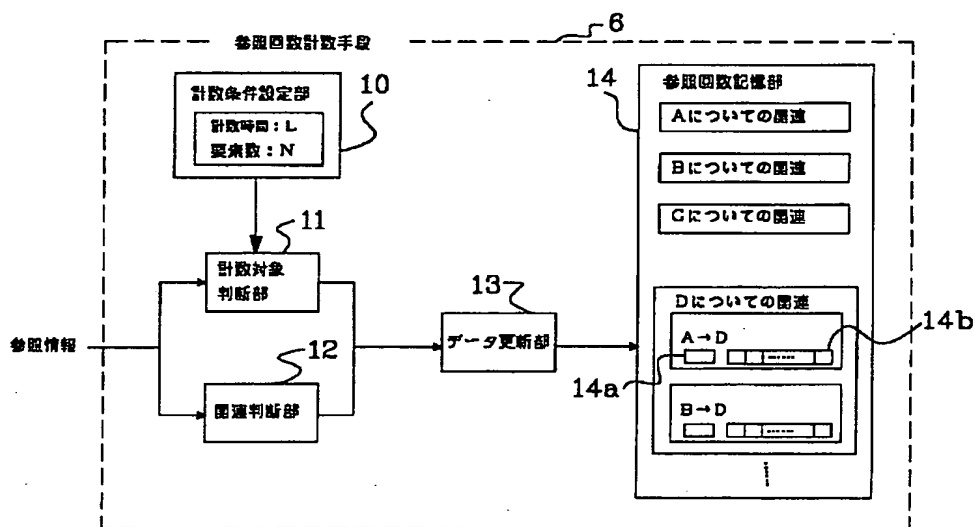 6
参照回数計数手段
計数条件設定部
10
計数時間：L
要素数：N
11
計数対象
判断部
参照情報
12
関連判断部
13
データ更新部
14
参照回数記憶部
Aについての関連
Bについての関連
Cについての関連
Dについての関連
A→D
14b
14a
B→D